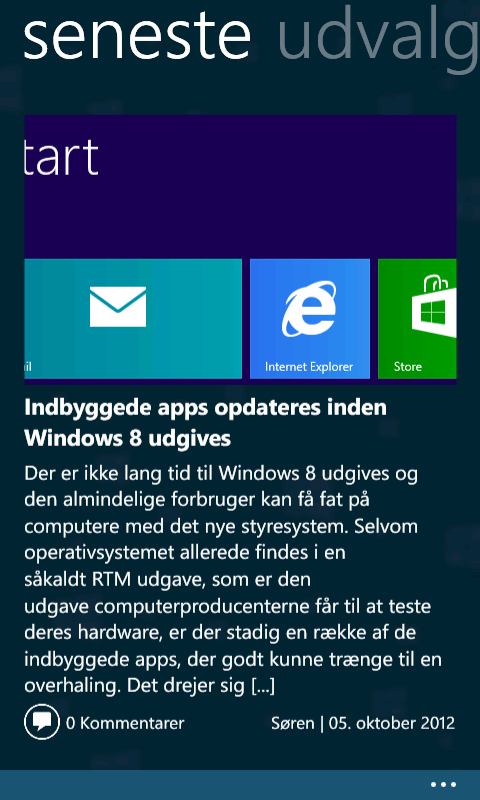 seneste udvalg
tart
il
Internet Explorer
Store
Indbyggede apps opdateres inden
Windows 8 udgives
Der er ikke lang tid til Windows 8 udgives og
den almindelige forbruger kan få fat på
computere med det nye styresystem. Selvom
operativsystemet allerede findes i en
såkaldt RTM udgave, som er den
udgave computerproducenterne får til at teste
deres hardware, er der stadig en række af de
indbyggede apps, der godt kunne trænge til en
overhaling. Det drejer sig [...]
0 Kommentarer
Søren | 05. oktober 2012